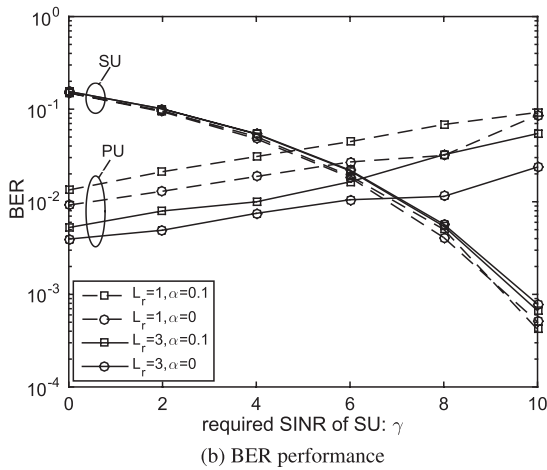 10^0
10^-1
10^-2
10^-3
10^-4
BER
SU
PU
L_r=1,α=0.1
L_r=1,α=0
L_r=3,α=0.1
L_r=3,α=0
0 2 4 6 8 10
required SINR of SU: γ
(b) BER performance